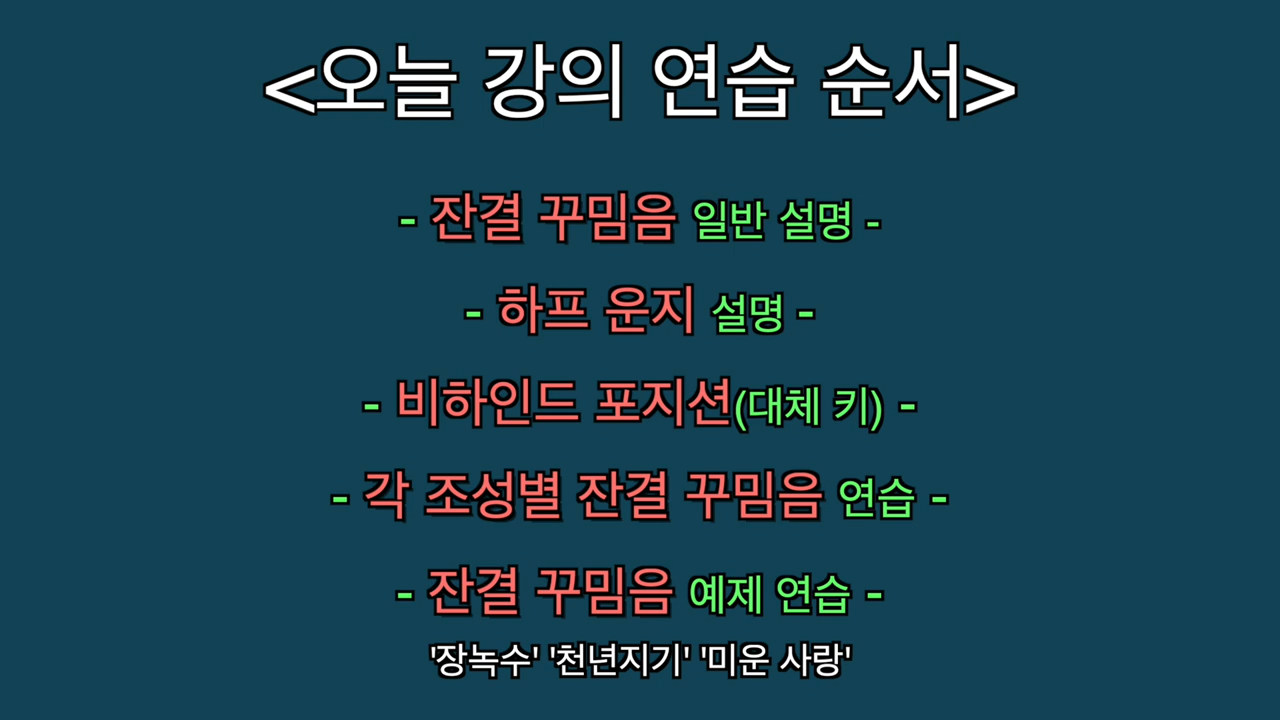 <오늘 강의 연습 순서>
- 잔결 꾸밈음 일반 설명 -
- 하프 운지 설명 -
- 비하인드 포지션(대체 키) -
- 각 조성별 잔결 꾸밈음 연습 -
- 잔결 꾸밈음 예제 연습 -
'장녹수' '천년지기' '미운 사랑'